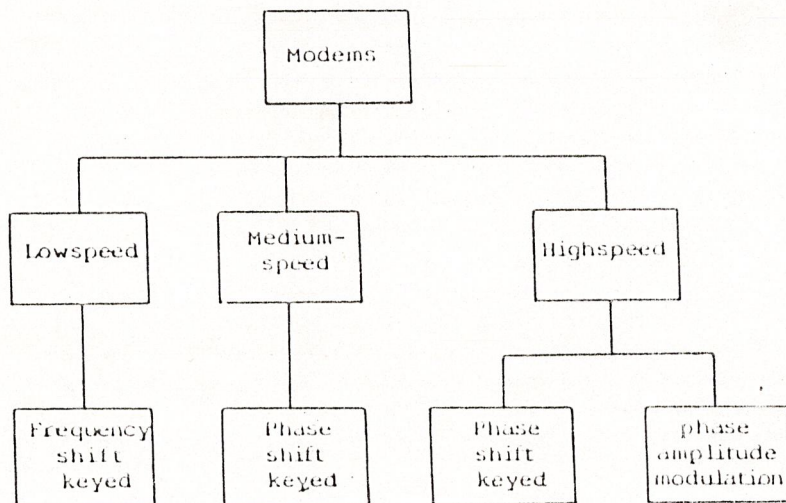 Modems
Lowspeed
Medium-
speed
Highspeed
Frequency
shift
keyed
Phase
shift
keyed
Phase
shift
keyed
phase
amplitude
modulation